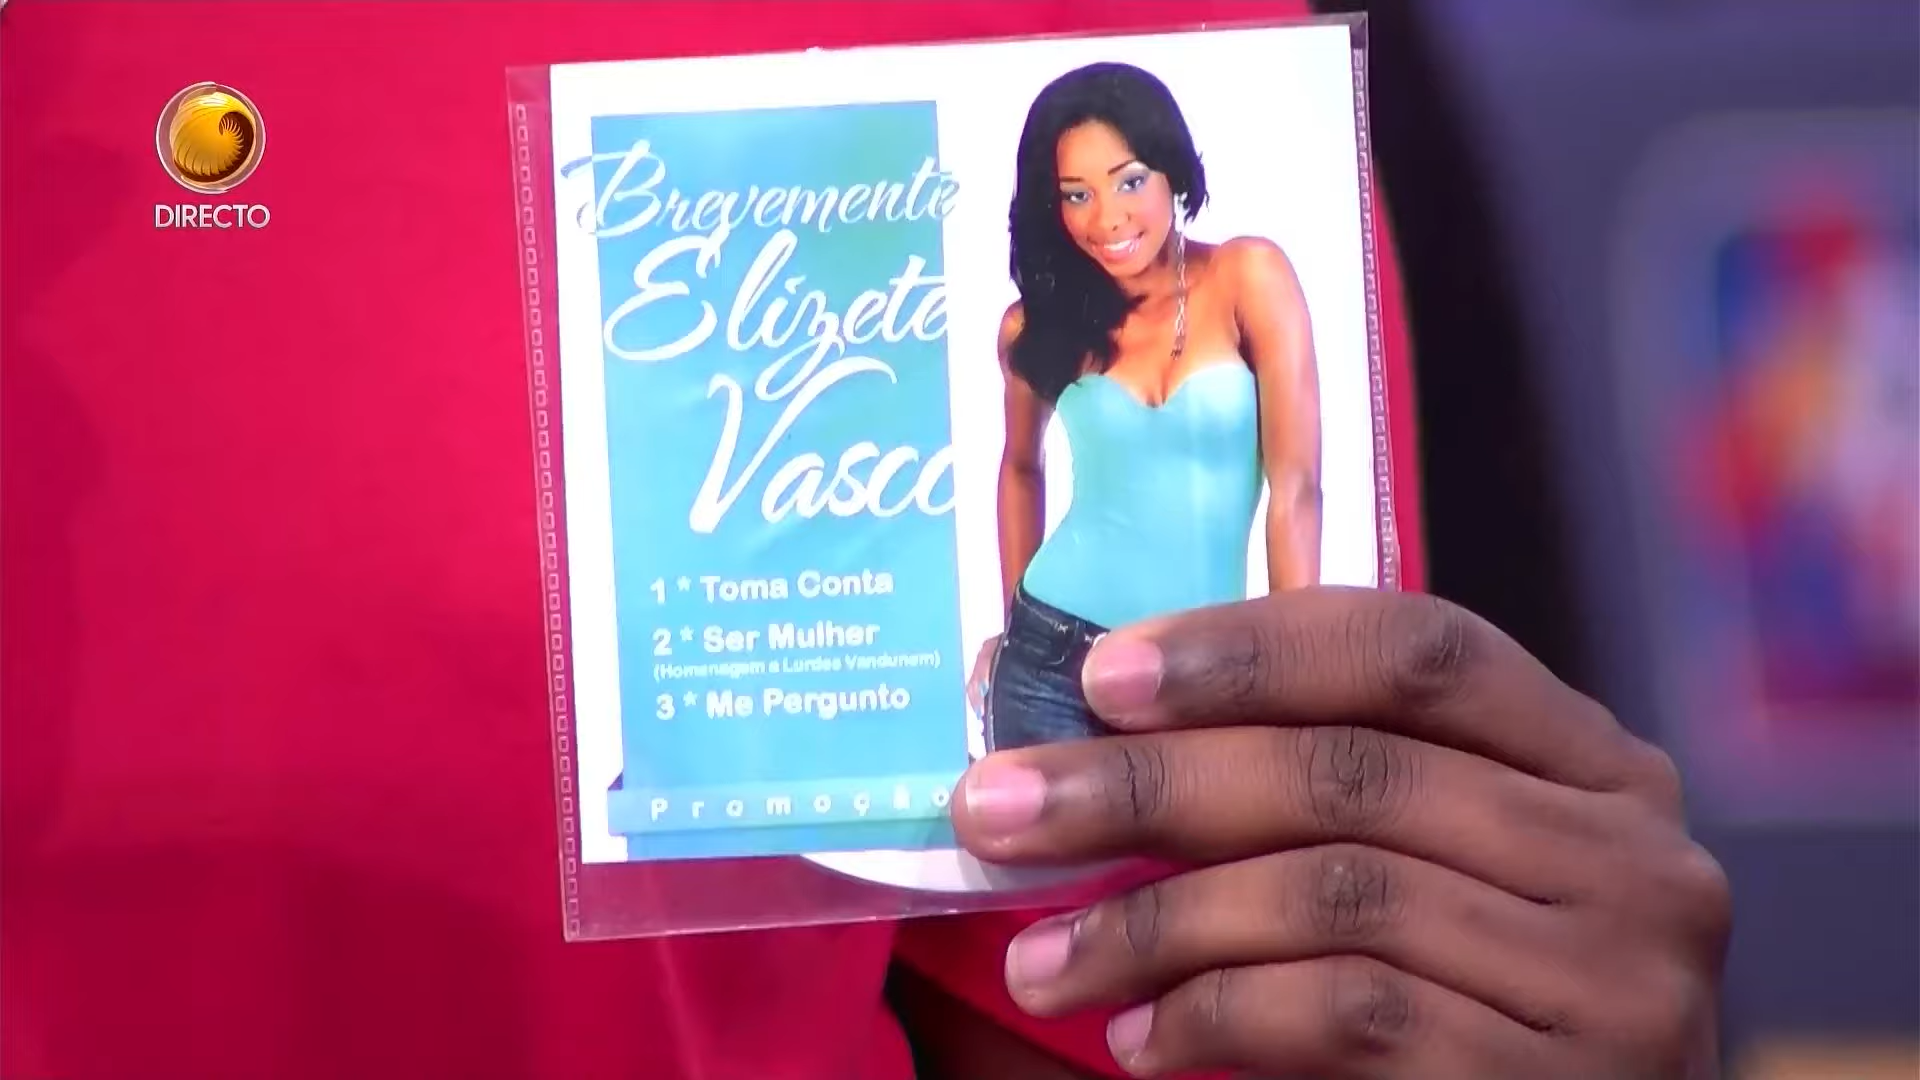 DIRECTO
Brevemente
Elizete
Vasco
1 * Toma Conta
2 * Ser Mulher
(Homenagem a Lurdes Vandunem)
3 * Me Pergunto
Promoção